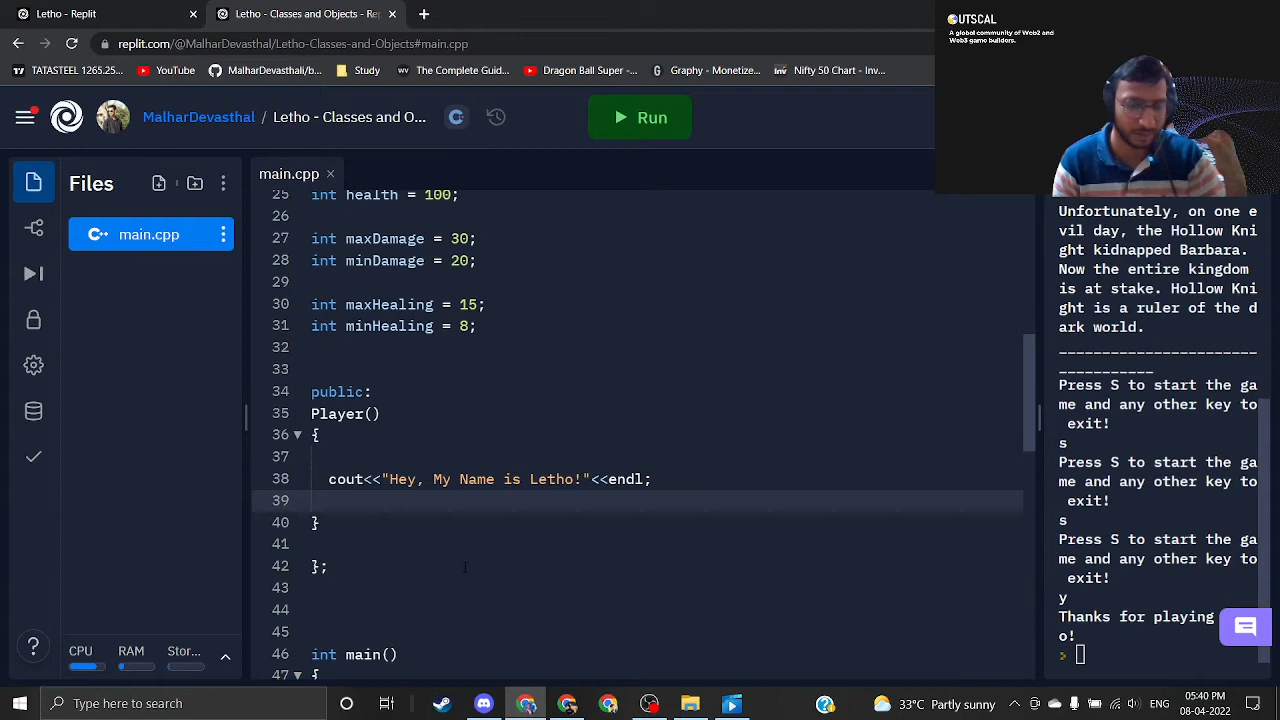 Letho - Replit
Letho - Classes and Objects - Rep
replit.com/@MalharDevasthal/Letho-Classes-and-Objects#main.cpp
TATASTEEL 1265.25...
YouTube
MalharDevasthali/b...
Study
The Complete Guid...
Dragon Ball Super -...
Graphy - Monetize...
Nifty 50 Chart - Inv...
OUTSCAL
A global community of Web2 and
Web3 game builders.
MalharDevasthal / Letho - Classes and O...
Run
Files
main.cpp
main.cpp
25 int health = 100;
26
27 int maxDamage = 30;
28 int minDamage = 20;
29
30 int maxHealing = 15;
31 int minHealing = 8;
32
33
34 public:
35 Player()
36 {
37
38 cout<<"Hey, My Name is Letho!"<<endl;
39
40 }
41
42 };
43
44
45
46 int main()
47 {
Unfortunately, on one e
vil day, the Hollow Kni
ght kidnapped Barbara.
Now the entire kingdom
is at stake. Hollow Kni
ght is a ruler of the d
ark world.
-----------------------
-----------
Press S to start the ga
me and any other key to
exit!
s
Press S to start the ga
me and any other key to
exit!
s
Press S to start the ga
me and any other key to
exit!
y
Thanks for playing
o!
CPU RAM Stor...
Type here to search
33°C Partly sunny
ENG
05:40 PM
08-04-2022